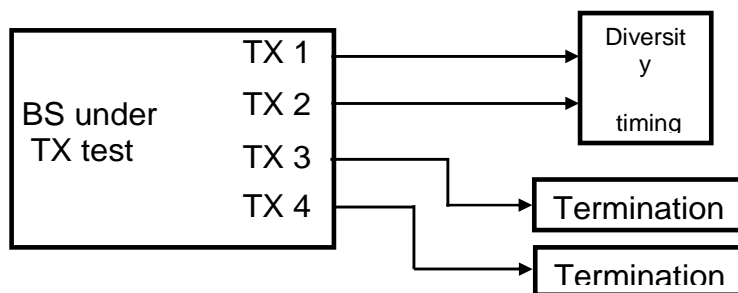 TX 1
Diversit
y
timing
BS under
TX test
TX 2
TX 3
TX 4
Termination
Termination